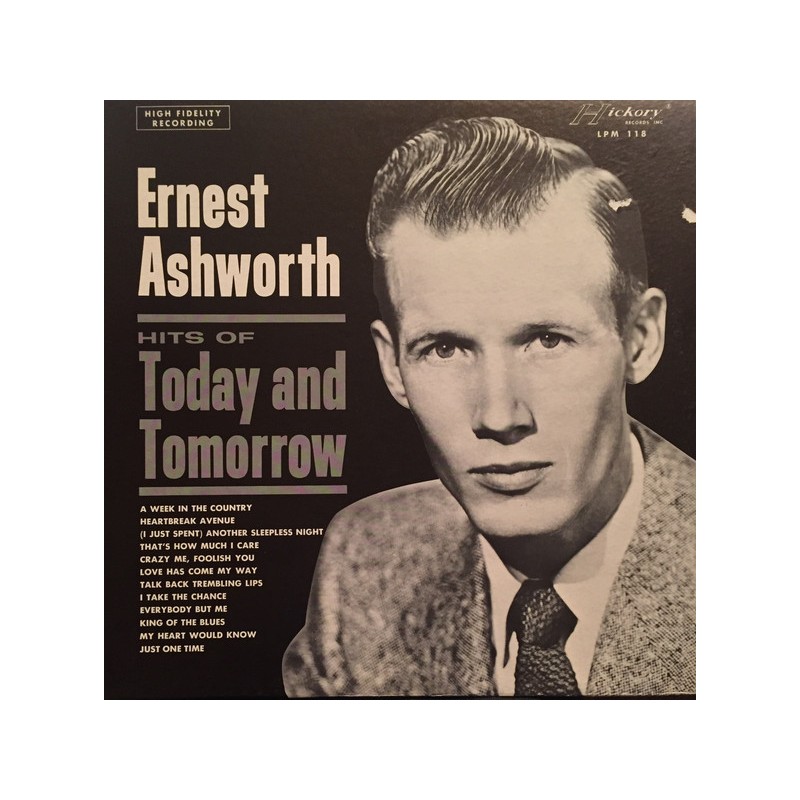 HIGH FIDELITY
RECORDING
Hickory
RECORDS INC
LPM 118
Ernest
Ashworth
HITS OF
Today and
Tomorrow
A WEEK IN THE COUNTRY
HEARTBREAK AVENUE
(I JUST SPENT) ANOTHER SLEEPLESS NIGHT
THAT'S HOW MUCH I CARE
CRAZY ME, FOOLISH YOU
LOVE HAS COME MY WAY
TALK BACK TREMBLING LIPS
I TAKE THE CHANCE
EVERYBODY BUT ME
KING OF THE BLUES
MY HEART WOULD KNOW
JUST ONE TIME